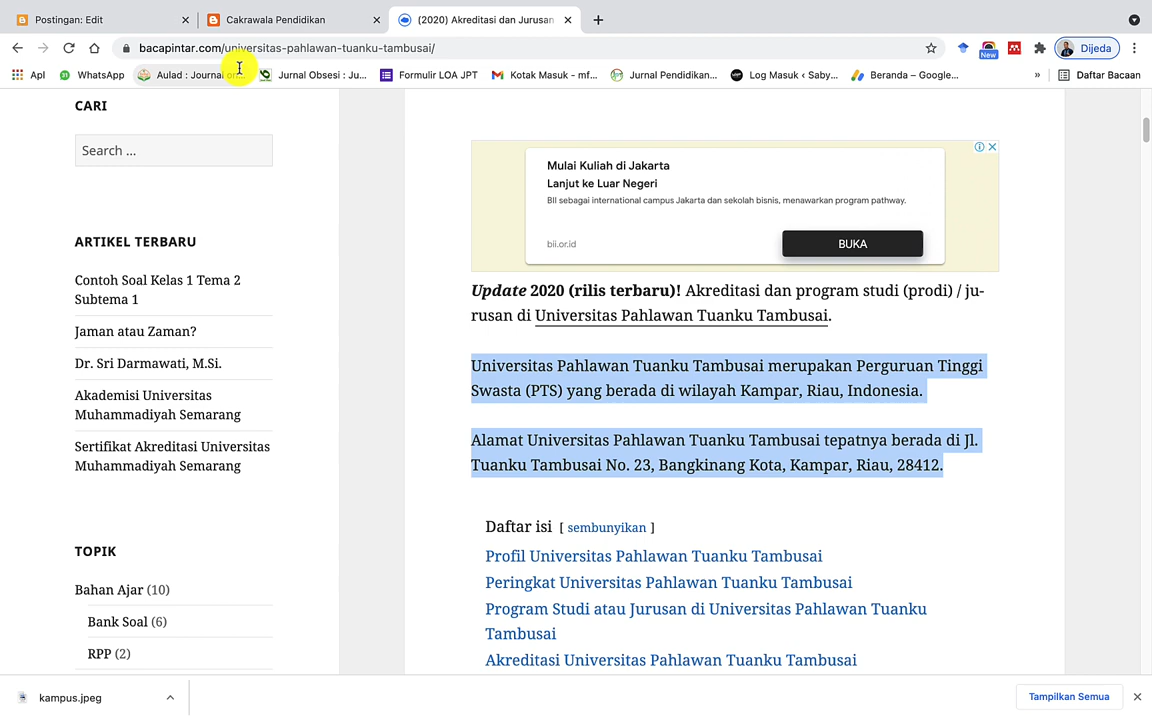 Postingan: Edit
Cakrawala Pendidikan
(2020) Akreditasi dan Jurusan
bacapintar.com/universitas-pahlawan-tuanku-tambusai/
New
Dijeda
Apl
WhatsApp
Aulad : Journal on...
Jurnal Obsesi : Ju...
Formulir LOA JPT
Kotak Masuk - mf...
Jurnal Pendidikan...
Log Masuk ‹ Saby...
Beranda – Google...
»
Daftar Bacaan
CARI
Search ...
ARTIKEL TERBARU
Contoh Soal Kelas 1 Tema 2
Subtema 1
Jaman atau Zaman?
Dr. Sri Darmawati, M.Si.
Akademisi Universitas
Muhammadiyah Semarang
Sertifikat Akreditasi Universitas
Muhammadiyah Semarang
TOPIK
Bahan Ajar (10)
Bank Soal (6)
RPP (2)
Mulai Kuliah di Jakarta
Lanjut ke Luar Negeri
BII sebagai international campus Jakarta dan sekolah bisnis, menawarkan program pathway.
bii.or.id
BUKA
Update 2020 (rilis terbaru)! Akreditasi dan program studi (prodi) / ju-
rusan di Universitas Pahlawan Tuanku Tambusai.
Universitas Pahlawan Tuanku Tambusai merupakan Perguruan Tinggi
Swasta (PTS) yang berada di wilayah Kampar, Riau, Indonesia.
Alamat Universitas Pahlawan Tuanku Tambusai tepatnya berada di Jl.
Tuanku Tambusai No. 23, Bangkinang Kota, Kampar, Riau, 28412.
Daftar isi [ sembunyikan ]
Profil Universitas Pahlawan Tuanku Tambusai
Peringkat Universitas Pahlawan Tuanku Tambusai
Program Studi atau Jurusan di Universitas Pahlawan Tuanku
Tambusai
Akreditasi Universitas Pahlawan Tuanku Tambusai
kampus.jpeg
Tampilkan Semua